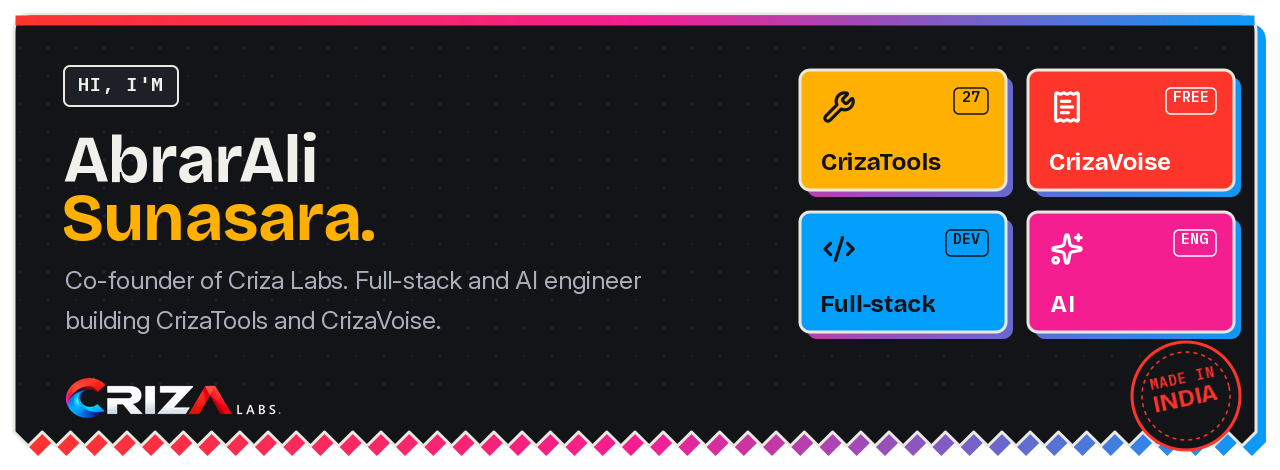 HI, I'M
AbrarAli
Sunasara.
Co-founder of Criza Labs. Full-stack and AI engineer
building CrizaTools and CrizaVoise.
CRIZA LABS.
27
CrizaTools
FREE
CrizaVoise
DEV
Full-stack
ENG
AI
MADE IN
INDIA